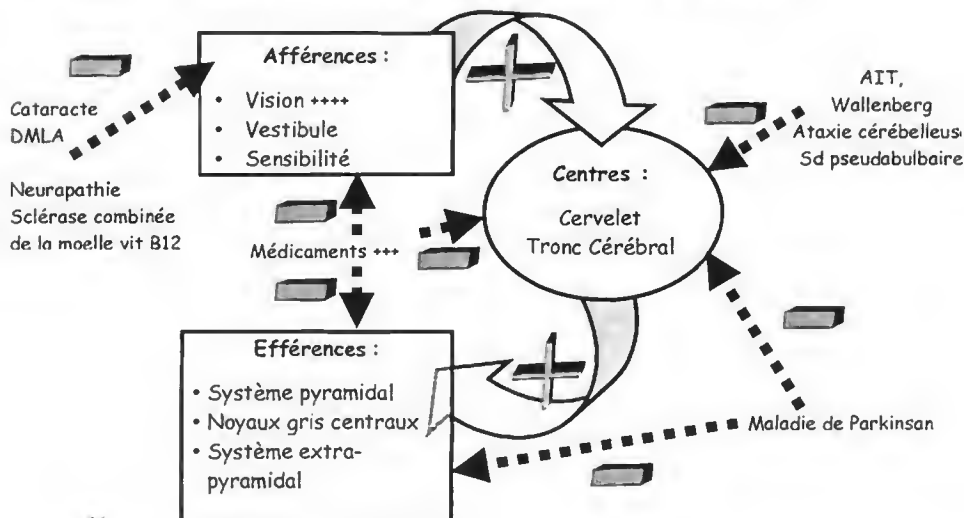 Afférences :
• Vision ++++
• Vestibule
• Sensibilité
Cataracte
DMLA
Neurapathie
Sclérase combinée
de la moelle vit B12
AIT,
Wallenberg
Ataxie cérébelleus
Sd pseudabulbaire
Centres :
Cervelet
Tronc Cérébral
Médicaments +++
Efférences :
• Système pyramidal
• Noyaux gris centraux
• Système extra-
pyramidal
Maladie de Parkinsan